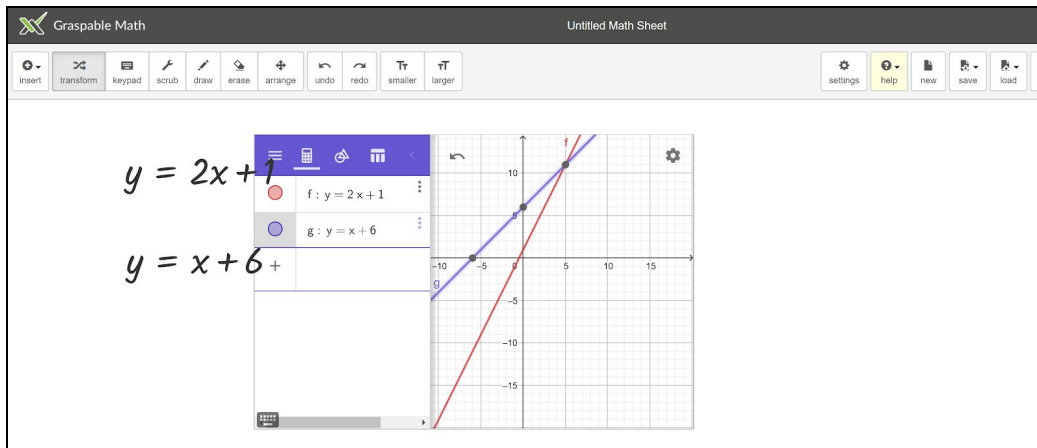 Graspable Math
Untitled Math Sheet
insert transform keypad scrub draw erase arrange undo redo smaller larger settings help new save load
y = 2x + 1
y = x + 6
f : y = 2 x + 1
g : y = x + 6
+
f
g
10
5
−10 −5 0 5 10 15
−5
−10
−15